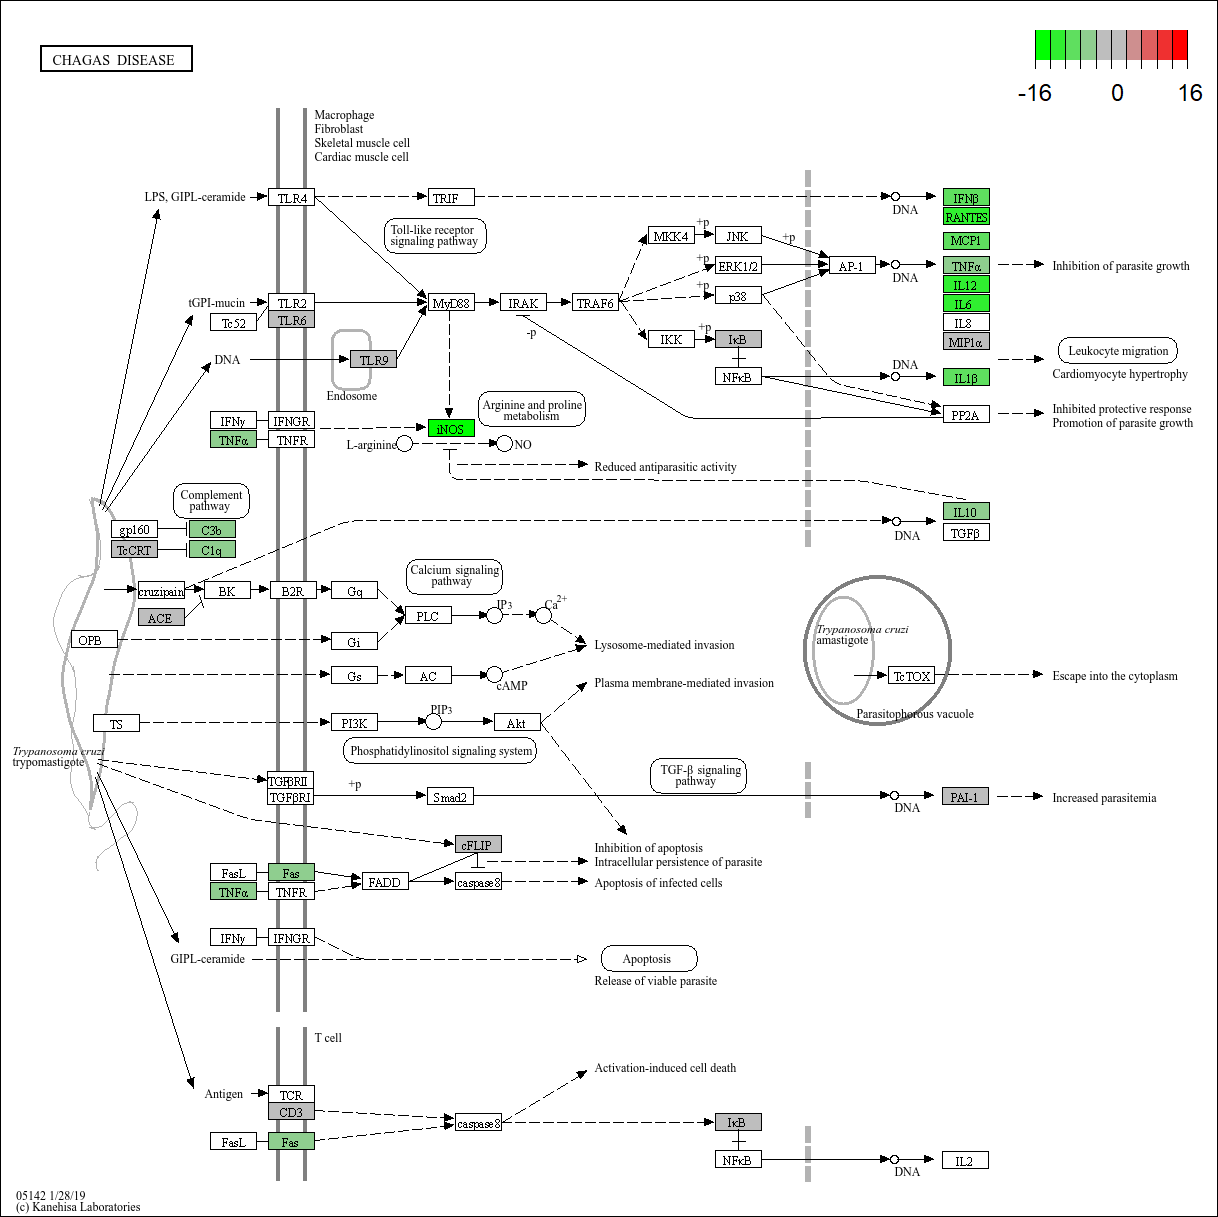 CHAGAS DISEASE
-16 0 16
Macrophage
Fibroblast
Skeletal muscle cell
Cardiac muscle cell
LPS, GIPL-ceramide
TLR4
TRIF
DNA
IFNβ
RANTES
Toll-like receptor
signaling pathway
MKK4
+p
JNK
+p
MCP1
+p
ERK1/2
AP-1
DNA
TNFα
Inhibition of parasite growth
IL12
tGPI-mucin
TLR2
MyD88
IRAK
TRAF6
+p
p38
IL6
Tc52
TLR6
IL8
-p
IKK
+p
IκB
MIP1α
Leukocyte migration
DNA
TLR9
Endosome
NFκB
DNA
IL1β
Cardiomyocyte hypertrophy
Arginine and proline
metabolism
PP2A
Inhibited protective response
Promotion of parasite growth
IFNγ
IFNGR
TNFα
TNFR
iNOS
L-arginine
NO
Reduced antiparasitic activity
Complement
pathway
gp160
C3b
TcCRT
C1q
DNA
IL10
TGFβ
cruzipain
BK
B2R
Gq
Calcium signaling
pathway
ACE
PLC
IP3
Ca2+
OPB
Gi
Lysosome-mediated invasion
Gs
AC
cAMP
Plasma membrane-mediated invasion
Trypanosoma cruzi
amastigote
TcTOX
Escape into the cytoplasm
Parasitophorous vacuole
TS
PI3K
PIP3
Akt
Phosphatidylinositol signaling system
Trypanosoma cruzi
trypomastigote
TGFβRII
TGFβRI
+p
Smad2
TGF-β signaling
pathway
DNA
PAI-1
Increased parasitemia
cFLIP
Inhibition of apoptosis
Intracellular persistence of parasite
FasL
Fas
TNFα
TNFR
FADD
caspase8
Apoptosis of infected cells
IFNγ
IFNGR
GIPL-ceramide
Apoptosis
Release of viable parasite
T cell
Antigen
TCR
CD3
Activation-induced cell death
caspase8
IκB
FasL
Fas
NFκB
DNA
IL2
05142 1/28/19
(c) Kanehisa Laboratories